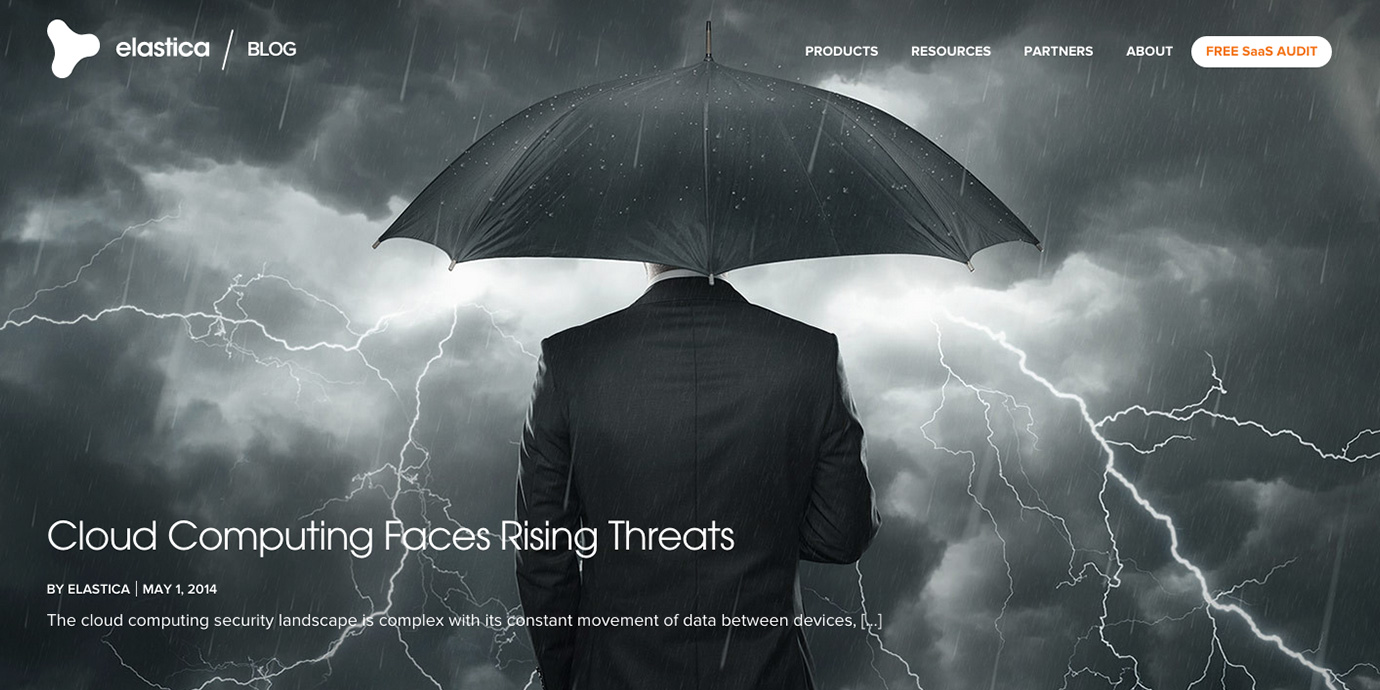 elastica / BLOG
PRODUCTS RESOURCES PARTNERS ABOUT FREE SaaS AUDIT
Cloud Computing Faces Rising Threats
BY ELASTICA | MAY 1, 2014
The cloud computing security landscape is complex with its constant movement of data between devices, [...]